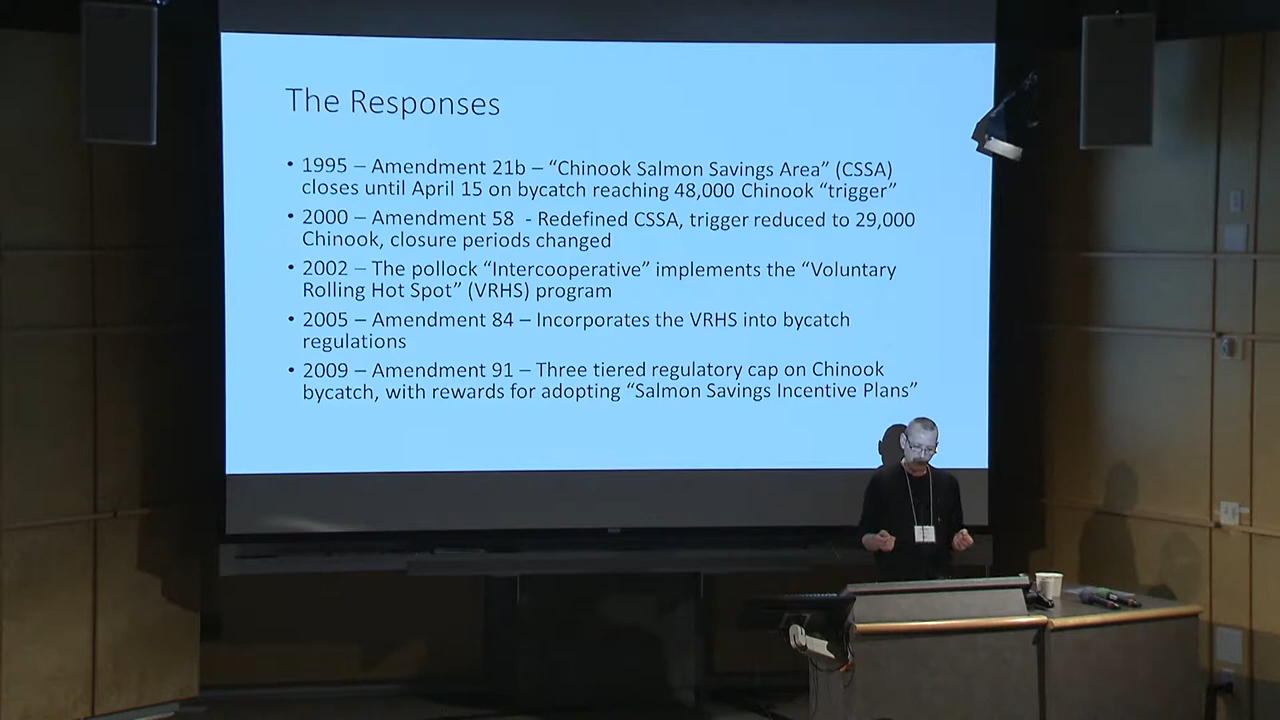 The Responses
• 1995 – Amendment 21b – “Chinook Salmon Savings Area” (CSSA)
closes until April 15 on bycatch reaching 48,000 Chinook “trigger”
• 2000 – Amendment 58  - Redefined CSSA, trigger reduced to 29,000
Chinook, closure periods changed
• 2002 – The pollock “Intercooperative” implements the “Voluntary
Rolling Hot Spot” (VRHS) program
• 2005 – Amendment 84 – Incorporates the VRHS into bycatch
regulations
• 2009 – Amendment 91 – Three tiered regulatory cap on Chinook
bycatch, with rewards for adopting “Salmon Savings Incentive Plans”